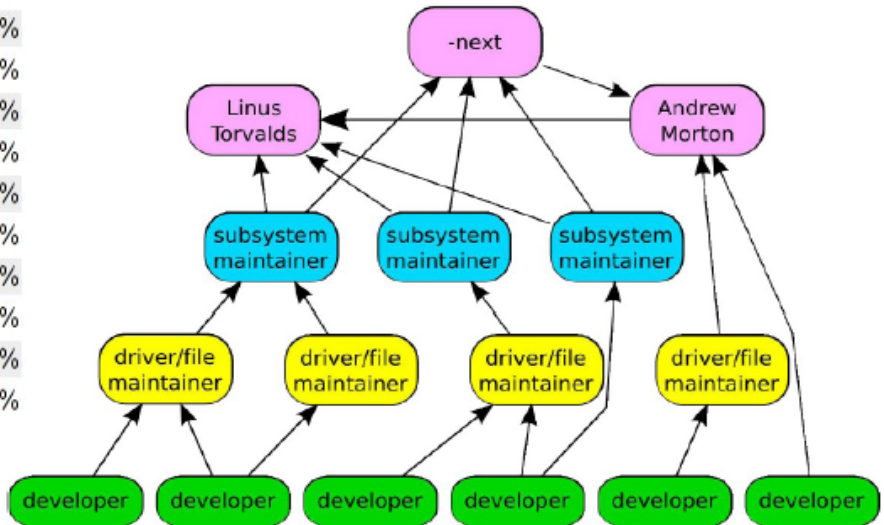 %
%
%
%
%
%
%
%
%
%
-next
Linus
Torvalds
Andrew
Morton
subsystem
maintainer
subsystem
maintainer
subsystem
maintainer
driver/file
maintainer
driver/file
maintainer
driver/file
maintainer
driver/file
maintainer
developer
developer
developer
developer
developer
developer